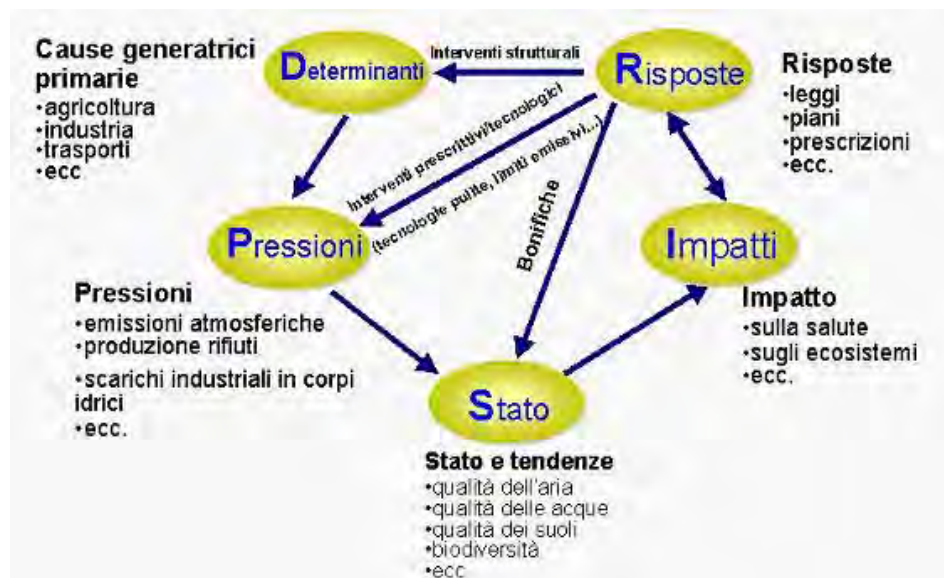 Cause generatrici
primarie
•agricoltura
•industria
•trasporti
•ecc.
Determinanti
Interventi strutturali
Risposte
Risposte
•leggi
•piani
•prescrizioni
•ecc.
Interventi prescrittivi/tecnologici
(tecnologie pulite, limiti emissivi...)
Bonifiche
Pressioni
Impatti
Pressioni
•emissioni atmosferiche
•produzione rifiuti
•scarichi industriali in corpi
idrici
•ecc.
Impatto
•sulla salute
•sugli ecosistemi
•ecc.
Stato
Stato e tendenze
•qualità dell'aria
•qualità delle acque
•qualità dei suoli
•biodiversità
•ecc